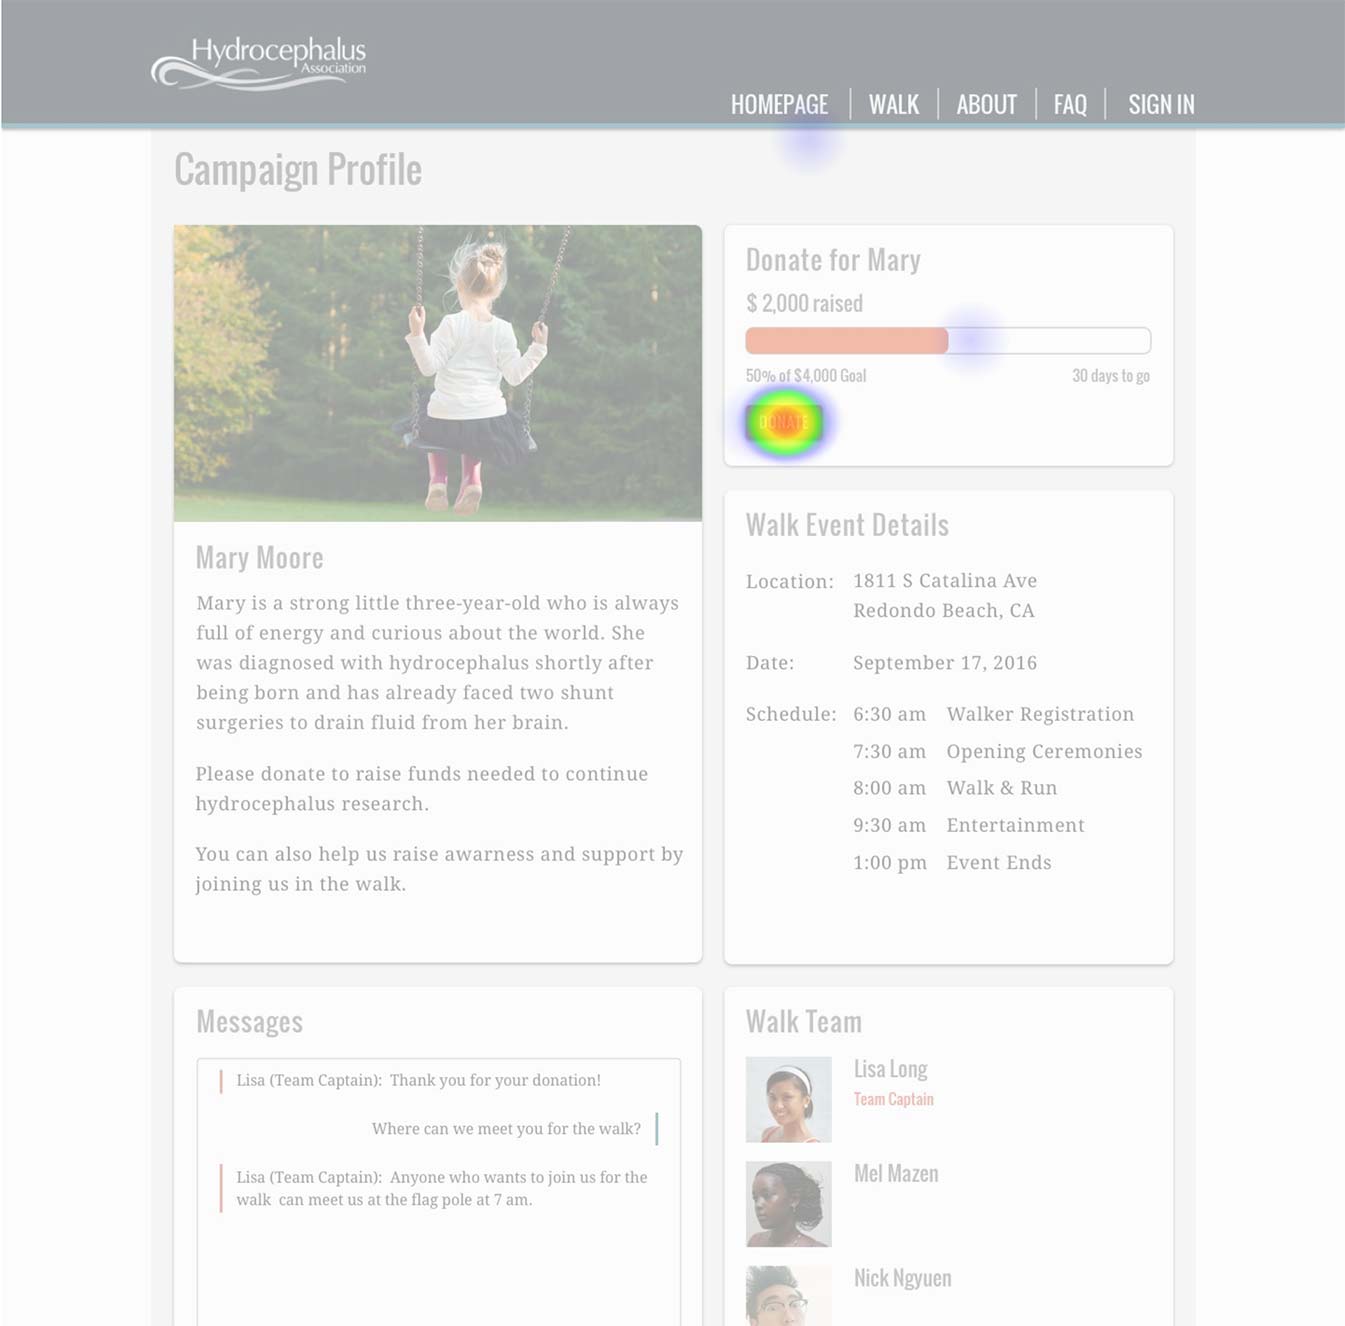 Hydrocephalus
Association
HOMEPAGE
WALK
ABOUT
FAQ
SIGN IN
Campaign Profile
Donate for Mary
$ 2,000 raised
50% of $4,000 Goal
30 days to go
DONATE
Mary Moore
Mary is a strong little three-year-old who is always
full of energy and curious about the world. She
was diagnosed with hydrocephalus shortly after
being born and has already faced two shunt
surgeries to drain fluid from her brain.
Please donate to raise funds needed to continue
hydrocephalus research.
You can also help us raise awarness and support by
joining us in the walk.
Walk Event Details
Location: 1811 S Catalina Ave
Redondo Beach, CA
Date: September 17, 2016
Schedule: 6:30 am Walker Registration
7:30 am Opening Ceremonies
8:00 am Walk & Run
9:30 am Entertainment
1:00 pm Event Ends
Messages
Lisa (Team Captain): Thank you for your donation!
Where can we meet you for the walk?
Lisa (Team Captain): Anyone who wants to join us for the
walk can meet us at the flag pole at 7 am.
Walk Team
Lisa Long
Team Captain
Mel Mazen
Nick Ngyuen